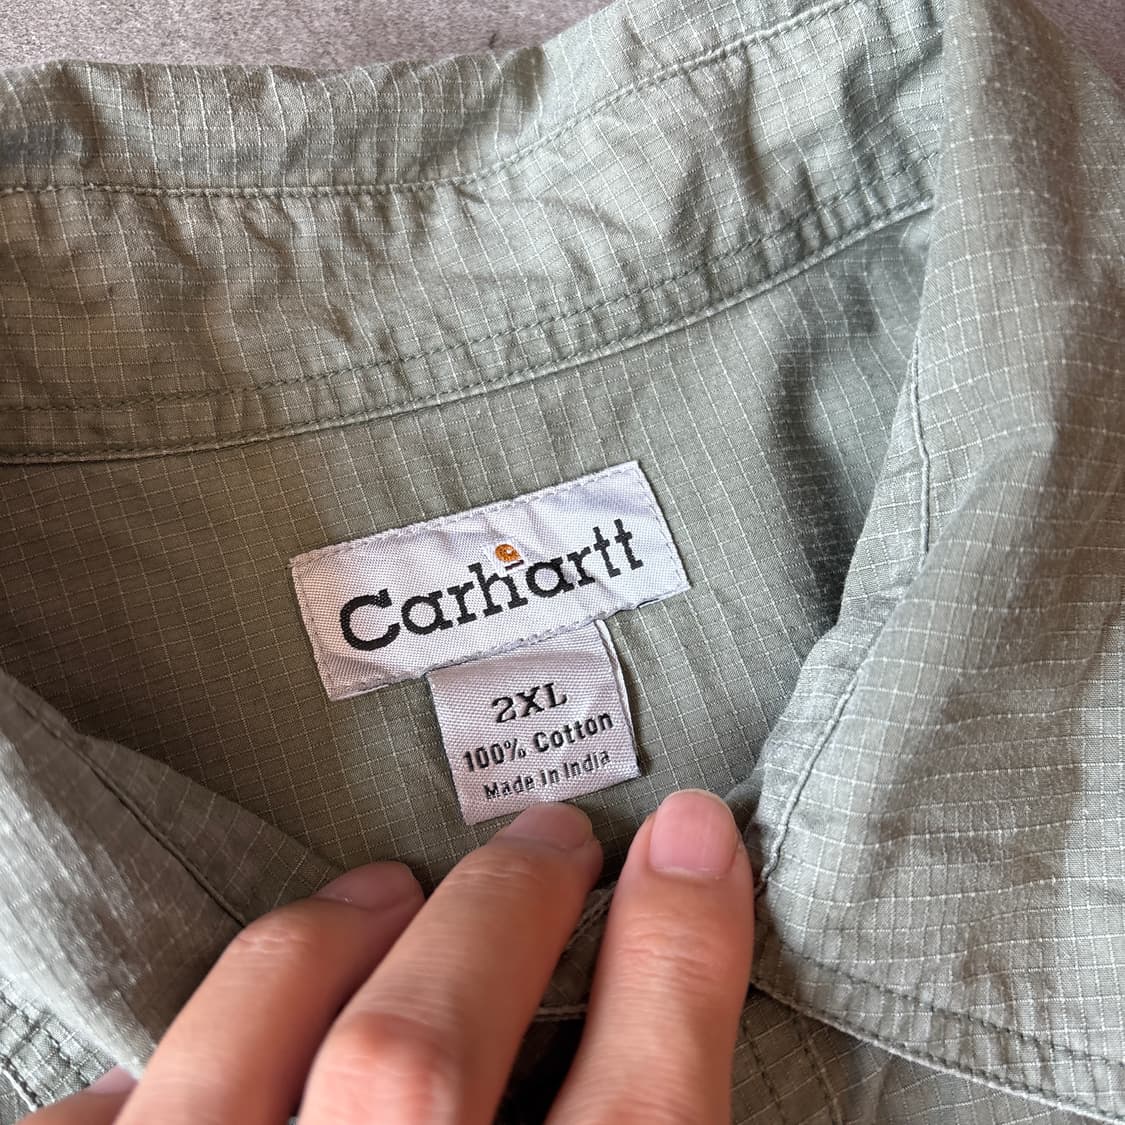 Carhartt
2XL
100% Cotton
Made in India